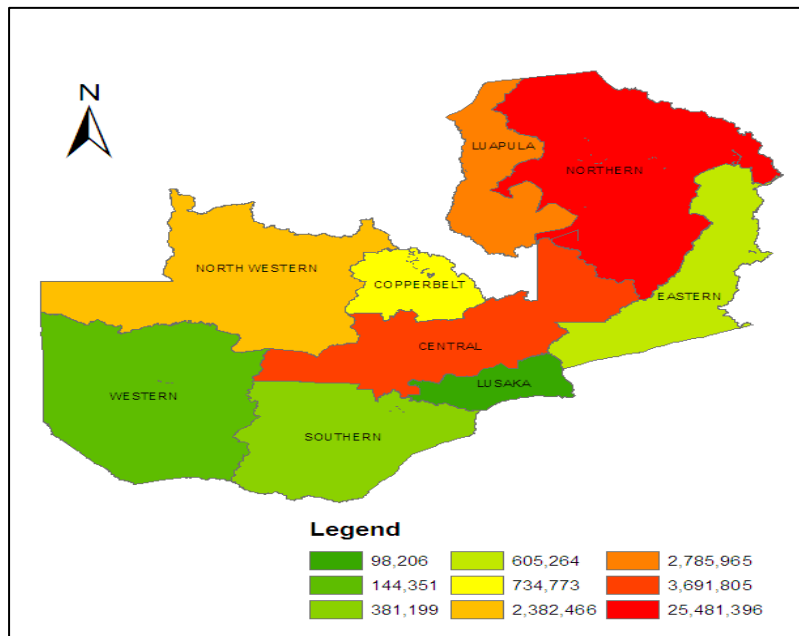 N
LUAPULA
NORTHERN
NORTH WESTERN
COPPERBELT
EASTERN
CENTRAL
LUSAKA
WESTERN
SOUTHERN
Legend
98,206 605,264 2,785,965
144,351 734,773 3,691,805
381,199 2,382,466 25,481,396